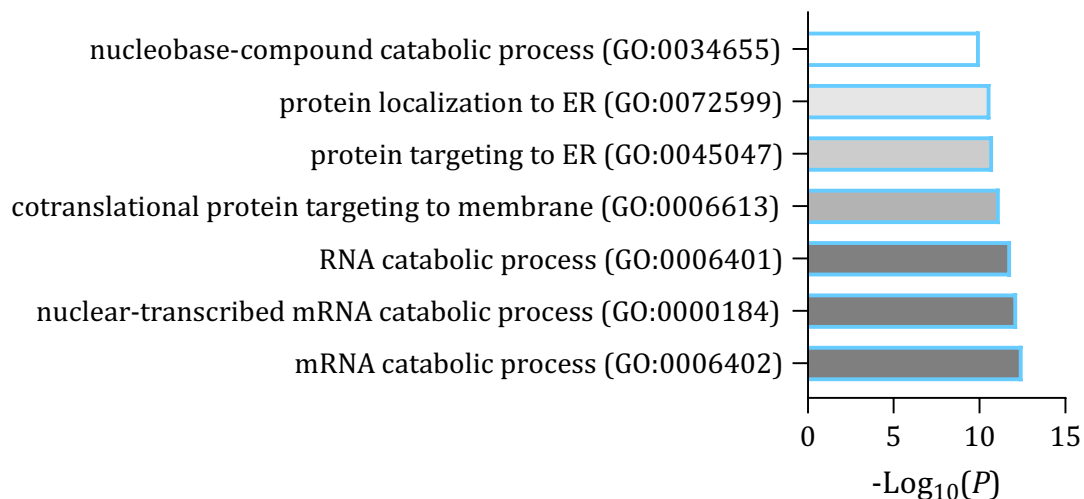 nucleobase-compound catabolic process (GO:0034655)
protein localization to ER (GO:0072599)
protein targeting to ER (GO:0045047)
cotranslational protein targeting to membrane (GO:0006613)
RNA catabolic process (GO:0006401)
nuclear-transcribed mRNA catabolic process (GO:0000184)
mRNA catabolic process (GO:0006402)
0 5 10 15
-Log₁₀(P)